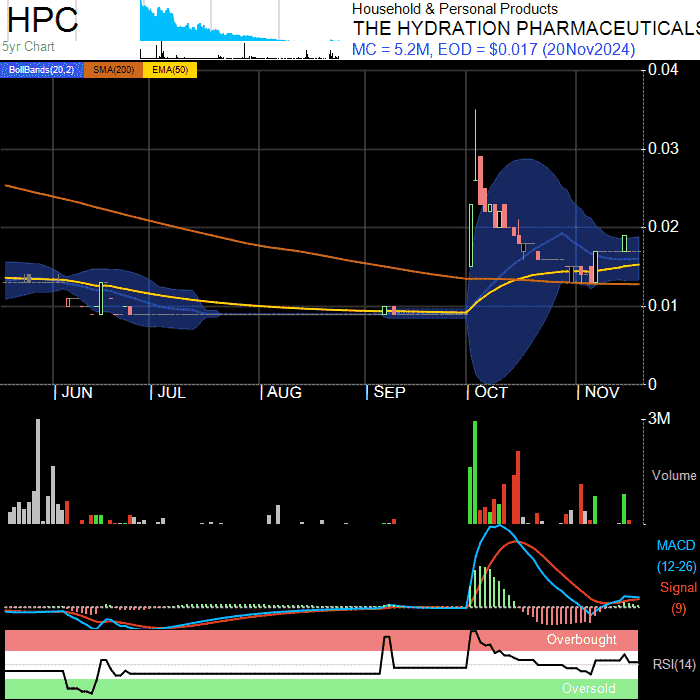 HPC
5yr Chart
Household & Personal Products
THE HYDRATION PHARMACEUTICALS
MC = 5.2M, EOD = $0.017 (20Nov2024)
BollBands(20,2) SMA(200) EMA(50)
0.04
0.03
0.02
0.01
0
JUN JUL AUG SEP OCT NOV
3M
Volume
MACD
(12-26)
Signal
(9)
Overbought
RSI(14)
Oversold